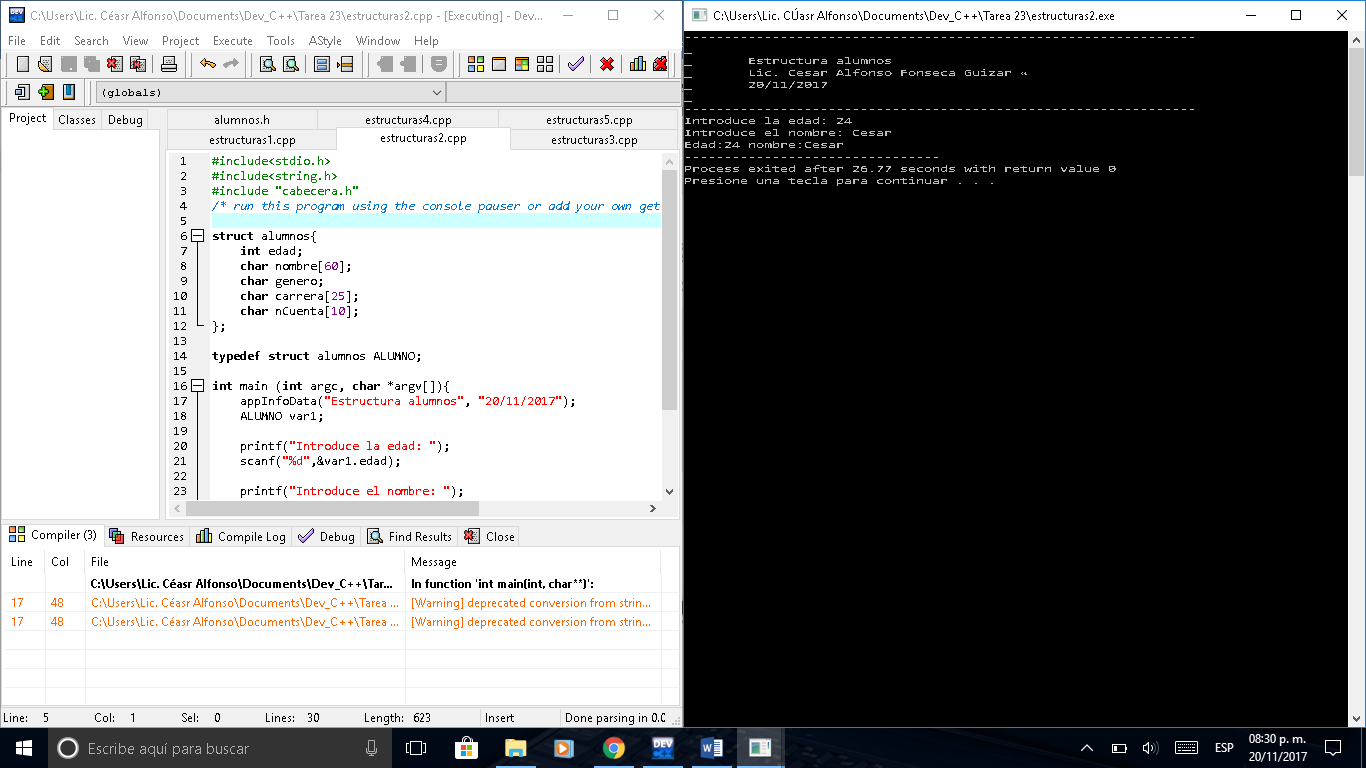 C:\Users\Lic. Céasr Alfonso\Documents\Dev_C++\Tarea 23\estructuras2.cpp - [Executing] - Dev...
File Edit Search View Project Execute Tools AStyle Window Help
(globals)
Project Classes Debug
alumnos.h estructuras4.cpp estructuras5.cpp
estructuras1.cpp estructuras2.cpp estructuras3.cpp
1 #include<stdio.h>
2 #include<string.h>
3 #include "cabecera.h"
4 /* run this program using the console pauser or add your own get
5
6 struct alumnos{
7 int edad;
8 char nombre[60];
9 char genero;
10 char carrera[25];
11 char nCuenta[10];
12 };
13
14 typedef struct alumnos ALUMNO;
15
16 int main (int argc, char *argv[]){
17 appInfoData("Estructura alumnos", "20/11/2017");
18 ALUMNO var1;
19
20 printf("Introduce la edad: ");
21 scanf("%d",&var1.edad);
22
23 printf("Introduce el nombre: ");
Compiler (3) Resources Compile Log Debug Find Results Close
Line Col File Message
C:\Users\Lic. Céasr Alfonso\Documents\Dev_C++\Tar... In function 'int main(int, char**)':
17 48 C:\Users\Lic. Céasr Alfonso\Documents\Dev_C++\Tarea ... [Warning] deprecated conversion from strin...
17 48 C:\Users\Lic. Céasr Alfonso\Documents\Dev_C++\Tarea ... [Warning] deprecated conversion from strin...
Line: 5 Col: 1 Sel: 0 Lines: 30 Length: 623 Insert Done parsing in 0.0
C:\Users\Lic. CÚasr Alfonso\Documents\Dev_C++\Tarea 23\estructuras2.exe
Estructura alumnos
Lic. Cesar Alfonso Fonseca Guizar «
20/11/2017
Introduce la edad: 24
Introduce el nombre: Cesar
Edad:24 nombre:Cesar
--------------------------------
Process exited after 26.77 seconds with return value 0
Presione una tecla para continuar . . .
Escribe aquí para buscar
DEV
ESP
08:30 p. m.
20/11/2017